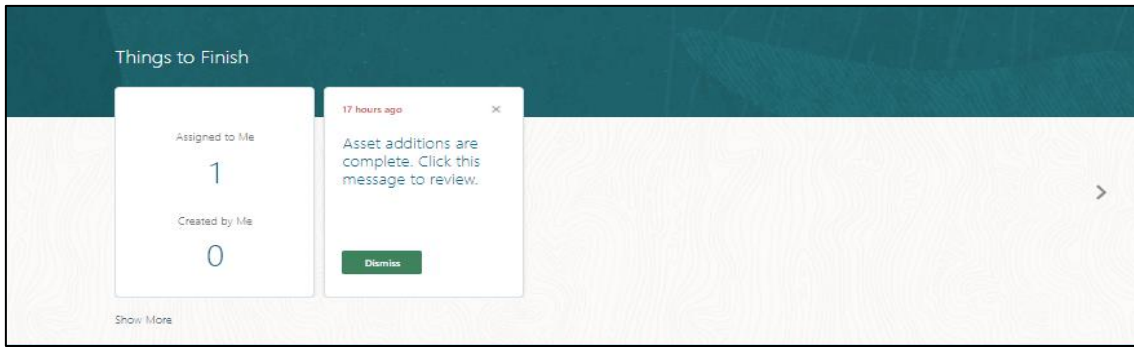 Things to Finish
Assigned to Me
1
Created by Me
0
17 hours ago
Asset additions are
complete. Click this
message to review.
Dismiss
Show More